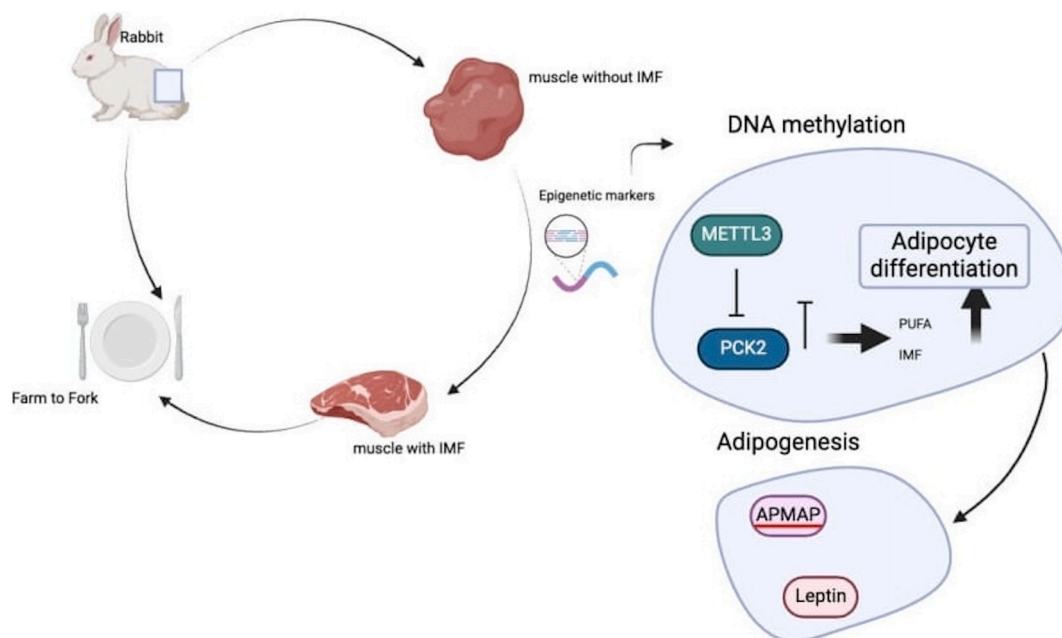 Rabbit
muscle without IMF
DNA methylation
Epigenetic markers
METTL3
Adipocyte
differentiation
PCK2
PUFA
IMF
Farm to Fork
muscle with IMF
Adipogenesis
APMAP
Leptin